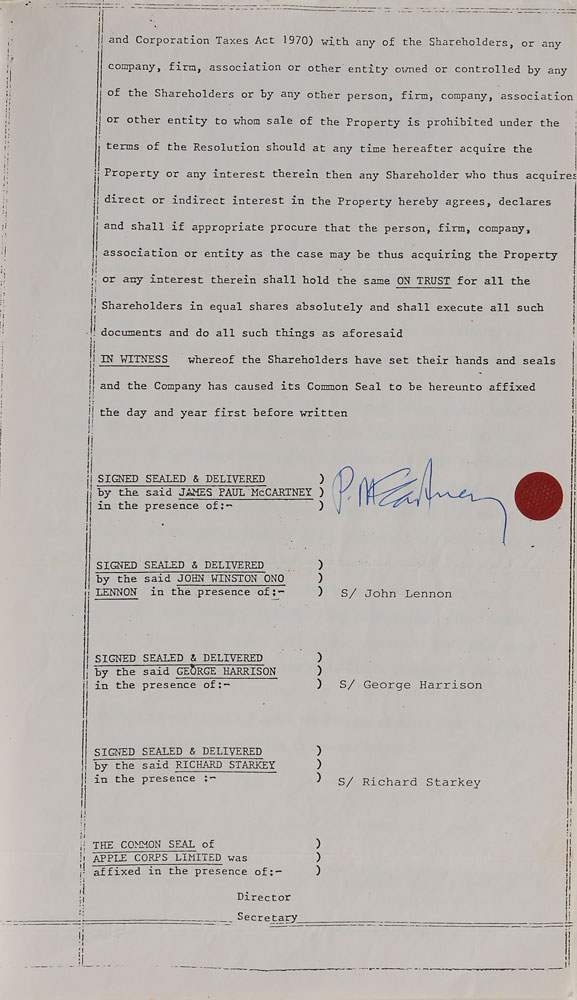 and Corporation Taxes Act 1970) with any of the Shareholders, or any
company, firm, association or other entity owned or controlled by any
of the Shareholders or by any other person, firm, company, association
or other entity to whom sale of the Property is prohibited under the
terms of the Resolution should at any time hereafter acquire the
Property or any interest therein then any Shareholder who thus acquires
direct or indirect interest in the Property hereby agrees, declares
and shall if appropriate procure that the person, firm, company,
association or entity as the case may be thus acquiring the Property
or any interest therein shall hold the same ON TRUST for all the
Shareholders in equal shares absolutely and shall execute all such
documents and do all such things as aforesaid
IN WITNESS whereof the Shareholders have set their hands and seals
and the Company has caused its Common Seal to be hereunto affixed
the day and year first before written
SIGNED SEALED & DELIVERED )
by the said JAMES PAUL McCARTNEY ) P. McCartney
in the presence of:- )
SIGNED SEALED & DELIVERED )
by the said JOHN WINSTON ONO )
LENNON in the presence of:- ) S/ John Lennon
SIGNED SEALED & DELIVERED )
by the said GEORGE HARRISON )
in the presence of:- ) S/ George Harrison
SIGNED SEALED & DELIVERED )
by the said RICHARD STARKEY )
in the presence :- ) S/ Richard Starkey
THE COMMON SEAL of )
APPLE CORPS LIMITED was )
affixed in the presence of:- )
Director
Secretary